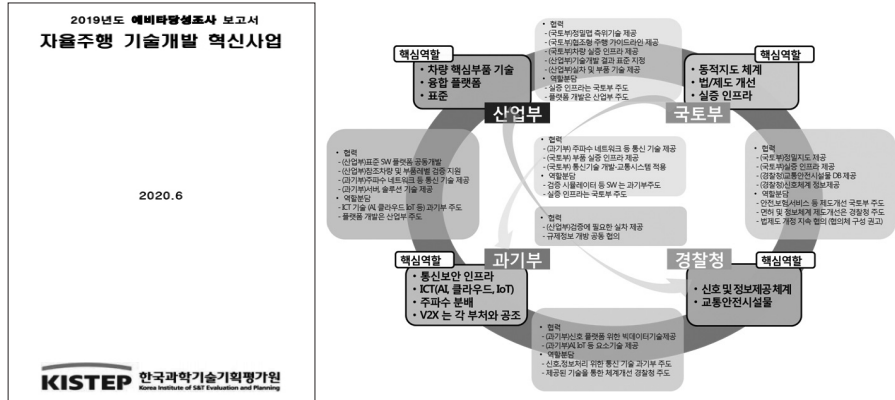 2019년도 예비타당성조사 보고서
자율주행 기술개발 혁신사업
2020.6
KISTEP 한국과학기술기획평가원
Korea Institute of S&T Evaluation and Planning
• 협력
- (국토부)정밀맵 측위기술 제공
- (국토부)협조형 주행 가이드라인 제공
- (국토부)차량 실증 인프라 제공
- (산업부)기술개발 결과 표준 지정
- (산업부)실차 및 부품 기술 제공
• 역할분담
- 실증 인프라는 국토부 주도
- 플랫폼 개발은 산업부 주도
핵심역할
• 차량 핵심부품 기술
• 융합 플랫폼
• 표준
산업부
핵심역할
• 동적지도 체계
• 법/제도 개선
• 실증 인프라
국토부
• 협력
- (산업부)표준 SW 플랫폼 공동개발
- (산업부)참조차량 및 부품레벨 검증 지원
- (과기부)주파수 네트워크 등 통신 기술 제공
- (과기부)서버, 솔루션 기술 제공
• 역할분담
- ICT 기술 (AI, 클라우드 IoT 등) 과기부 주도
- 플랫폼 개발은 산업부 주도
• 협력
- (과기부) 주파수 네트워크 등 통신 기술 제공
- (국토부) 부품 실증 인프라 제공
- (국토부) 통신기술 개발-교통시스템 적용
• 역할분담
- 검증 시뮬레이터 등 SW 는 과기부주도
- 실증 인프라는 국토부 주도
• 협력
- (국토부)정밀지도 제공
- (국토부)실증 인프라 제공
- (경찰청)교통안전시설물 DB 제공
- (경찰청)신호체계 정보제공
• 역할분담
- 안전,보험서비스 등 제도개선 국토부 주도
- 면허 및 정보체계 제도개선은 경찰청 주도
- 법제도 개정 지속 협의 (협의체 구성 권고)
• 협력
- (산업부)검증에 필요한 실차 제공
- 규제정보 개방 공동 협의
핵심역할
과기부
• 통신보안 인프라
• ICT(AI, 클라우드, IoT)
• 주파수 분배
• V2X 는 각 부처와 공조
경찰청
핵심역할
• 신호 및 정보제공 체계
• 교통안전시설물
• 협력
- (과기부)신호 플랫폼 위한 빅데이터기술제공
- (과기부)AI, IoT 등 요소기술 제공
• 역할분담
- 신호,정보처리 위한 통신 기술 과기부 주도
- 제공된 기술을 통한 체계개선 경찰청 주도